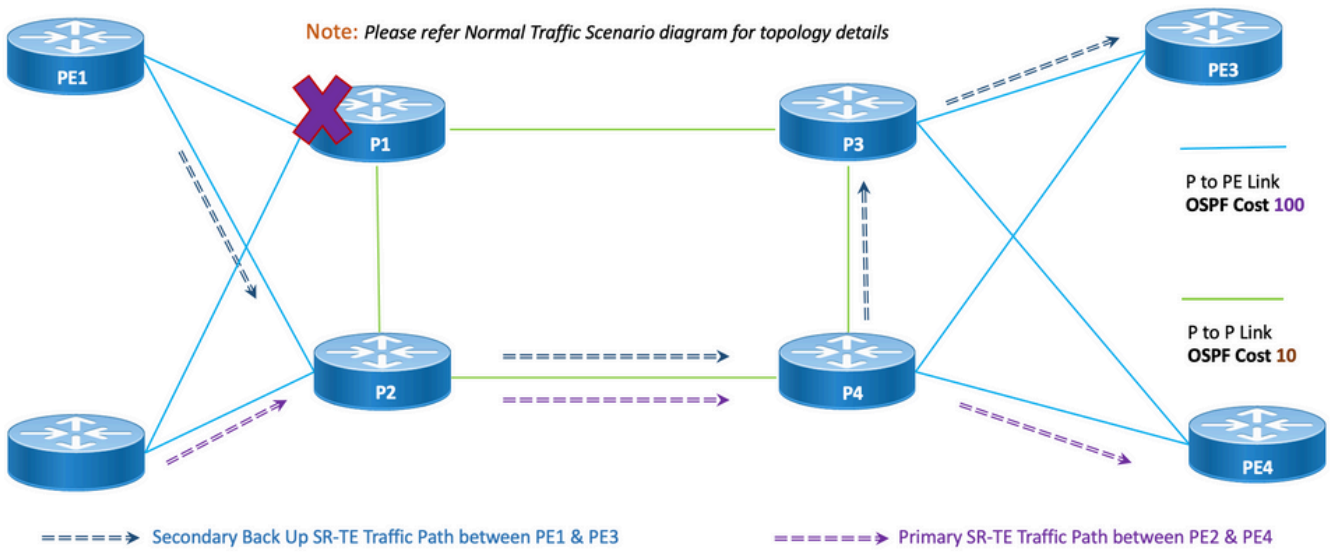 Note: Please refer Normal Traffic Scenario diagram for topology details
PE1
PE3
P1
P3
P to PE Link
OSPF Cost 100
P to P Link
OSPF Cost 10
P2
P4
PE4
Secondary Back Up SR-TE Traffic Path between PE1 & PE3
Primary SR-TE Traffic Path between PE2 & PE4